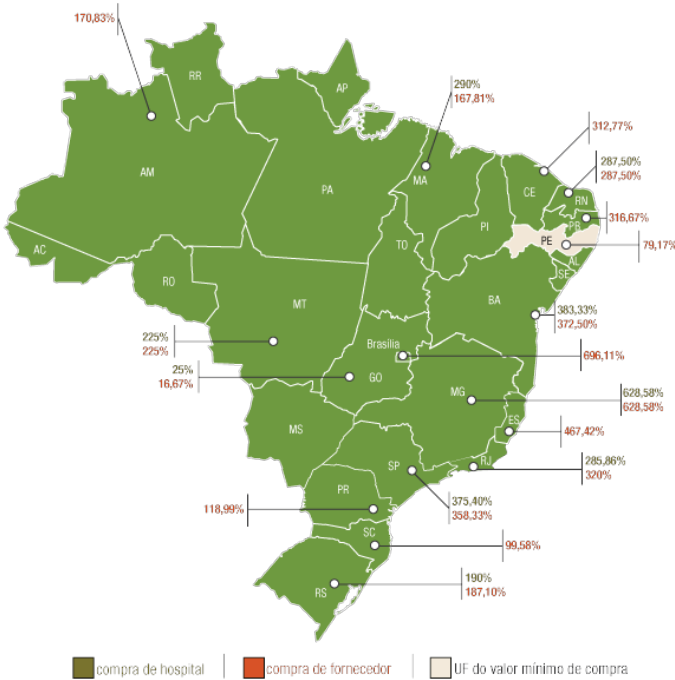 170,83%
RR
AP
290%
167,81%
312,77%
287,50%
287,50%
AM
PA
MA
CE
RN
PB
316,67%
PI
PE
79,17%
AC
TO
AL
SE
RO
MT
BA
383,33%
372,50%
225%
225%
Brasília
696,11%
25%
16,67%
GO
MG
628,58%
628,58%
MS
ES
467,42%
SP
RJ
285,86%
320%
PR
375,40%
358,33%
118,99%
SC
99,58%
RS
190%
187,10%
compra de hospital
compra de fornecedor
UF do valor mínimo de compra